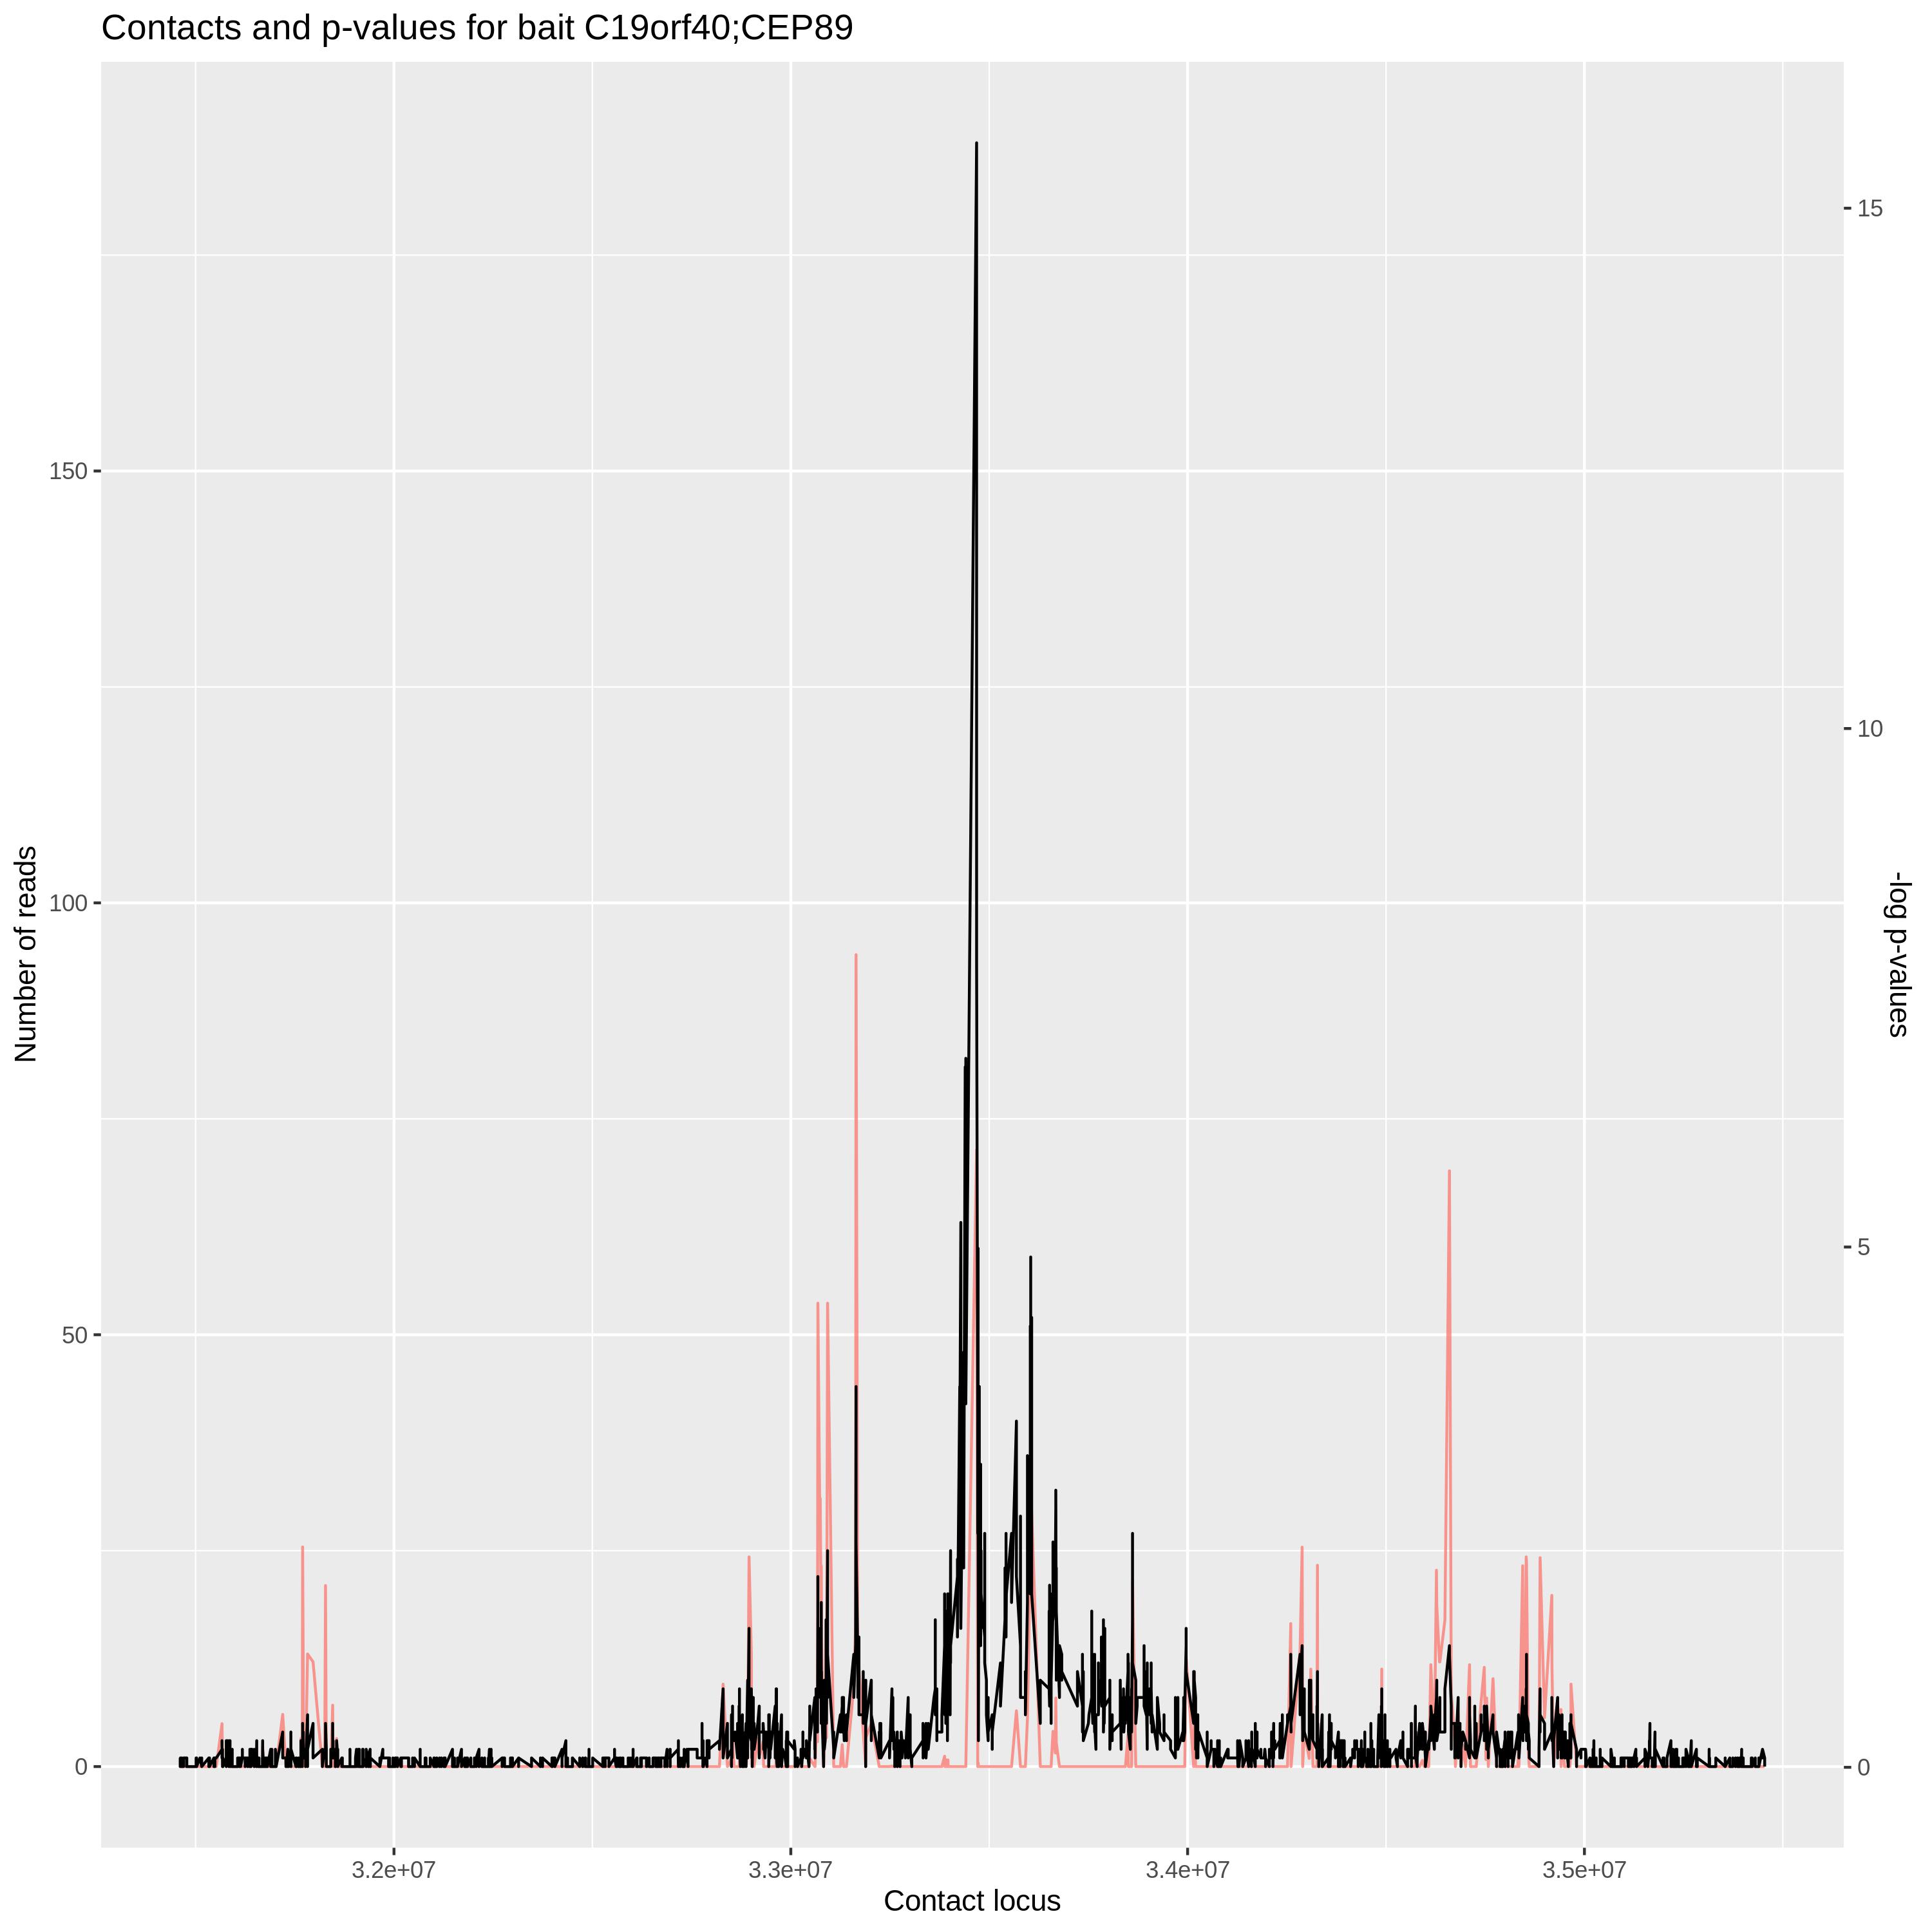 Contacts and p-values for bait C19orf40;CEP89
15
150
10
100
Number of reads
-log p-values
5
50
0
0
3.2e+07
3.3e+07
3.4e+07
3.5e+07
Contact locus